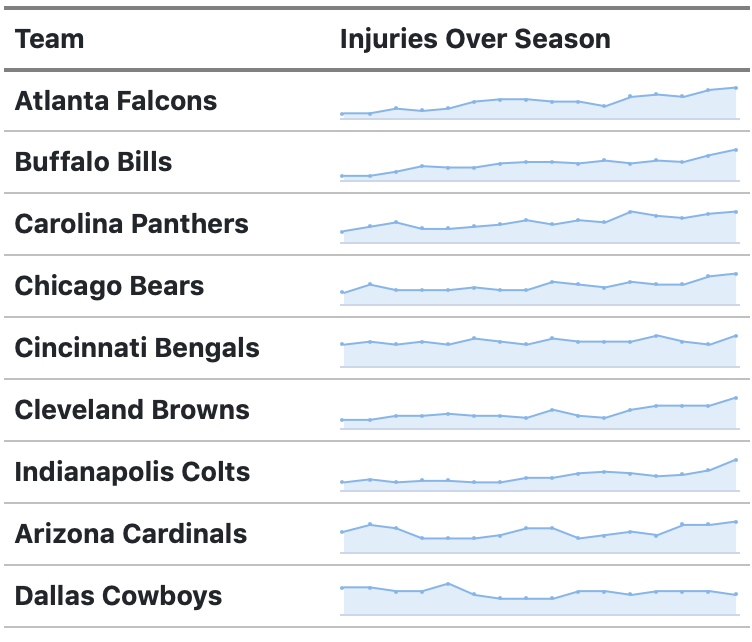 Team Injuries Over Season
Atlanta Falcons
Buffalo Bills
Carolina Panthers
Chicago Bears
Cincinnati Bengals
Cleveland Browns
Indianapolis Colts
Arizona Cardinals
Dallas Cowboys